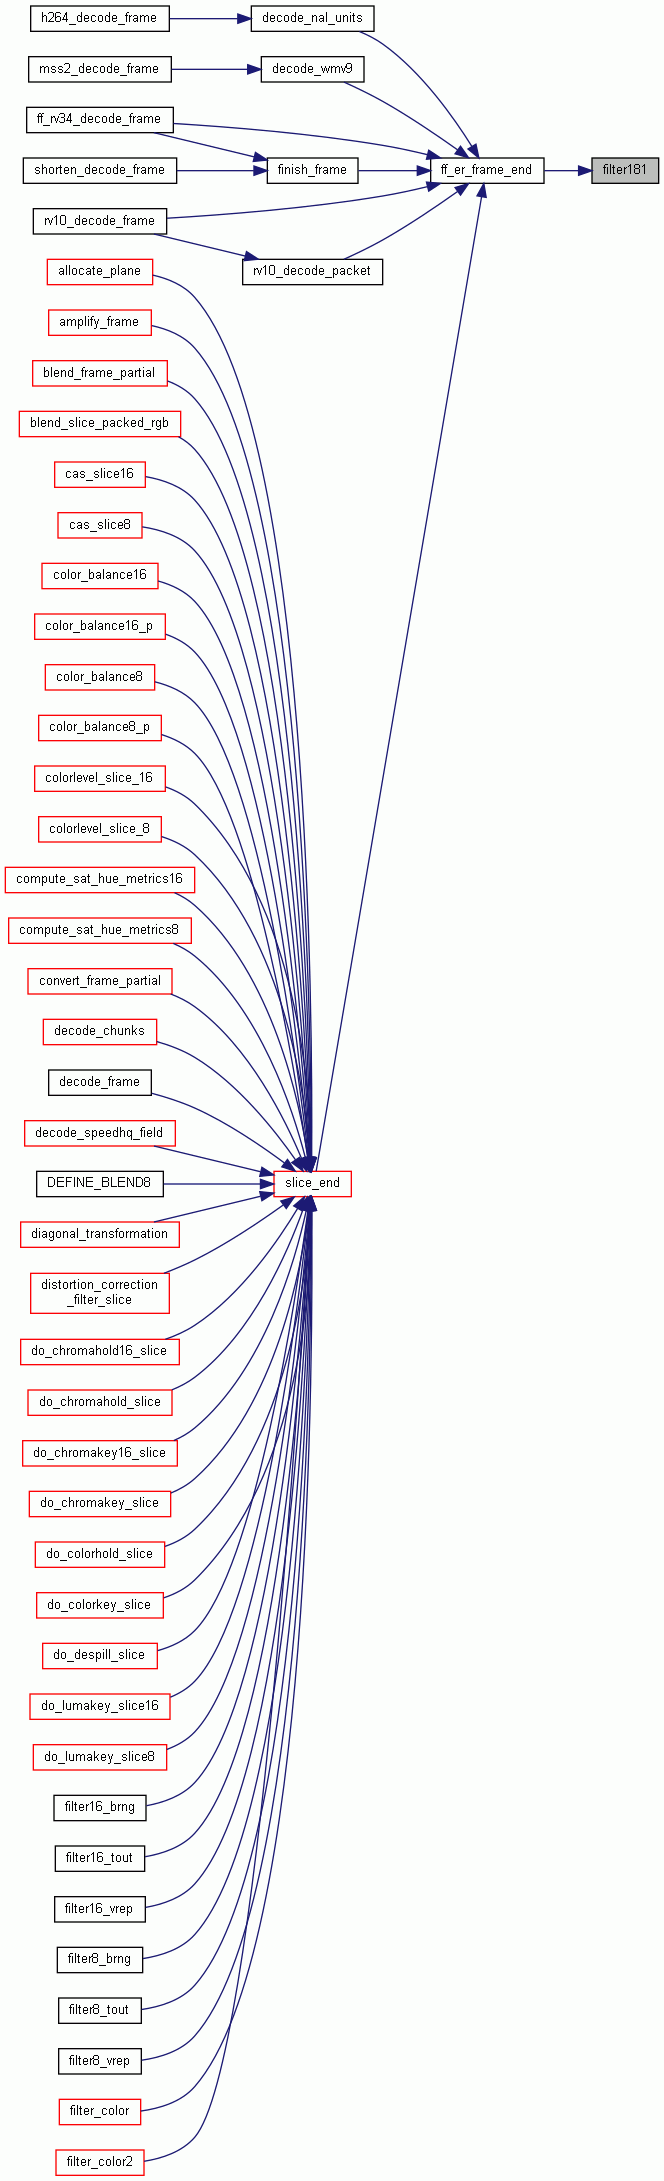 h264_decode_frame
decode_nal_units
mss2_decode_frame
decode_wmv9
ff_rv34_decode_frame
shorten_decode_frame
finish_frame
ff_er_frame_end
filter181
rv10_decode_frame
rv10_decode_packet
allocate_plane
amplify_frame
blend_frame_partial
blend_slice_packed_rgb
cas_slice16
cas_slice8
color_balance16
color_balance16_p
color_balance8
color_balance8_p
colorlevel_slice_16
colorlevel_slice_8
compute_sat_hue_metrics16
compute_sat_hue_metrics8
convert_frame_partial
decode_chunks
decode_frame
decode_speedhq_field
DEFINE_BLEND8
slice_end
diagonal_transformation
distortion_correction
_filter_slice
do_chromahold16_slice
do_chromahold_slice
do_chromakey16_slice
do_chromakey_slice
do_colorhold_slice
do_colorkey_slice
do_despill_slice
do_lumakey_slice16
do_lumakey_slice8
filter16_brng
filter16_tout
filter16_vrep
filter8_brng
filter8_tout
filter8_vrep
filter_color
filter_color2